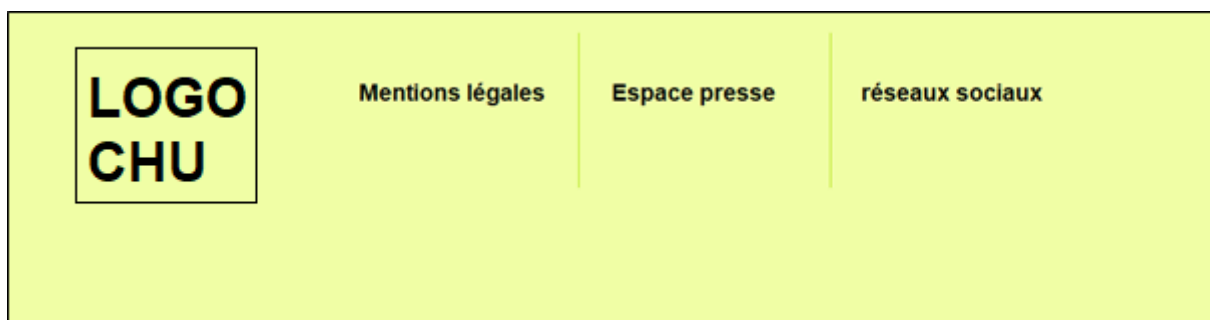 LOGO
CHU
Mentions légales
Espace presse
réseaux sociaux